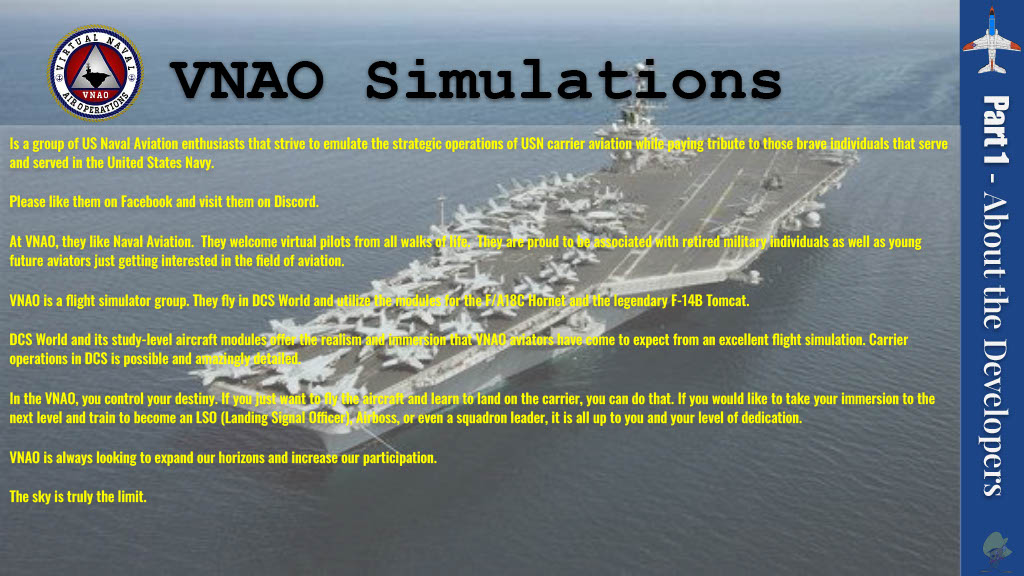 VIRTUAL NAVAL
VNAO
AIR OPERATIONS
VNAO Simulations
Is a group of US Naval Aviation enthusiasts that strive to emulate the strategic operations of USN carrier aviation while paying tribute to those brave individuals that serve
and served in the United States Navy.
Please like them on Facebook and visit them on Discord.
At VNAO, they like Naval Aviation.  They welcome virtual pilots from all walks of life.  They are proud to be associated with retired military individuals as well as young
future aviators just getting interested in the field of aviation.
VNAO is a flight simulator group. They fly in DCS World and utilize the modules for the F/A18C Hornet and the legendary F-14B Tomcat.
DCS World and its study-level aircraft modules offer the realism and immersion that VNAO aviators have come to expect from an excellent flight simulation. Carrier
operations in DCS is possible and amazingly detailed.
In the VNAO, you control your destiny. If you just want to fly the aircraft and learn to land on the carrier, you can do that. If you would like to take your immersion to the
next level and train to become an LSO (Landing Signal Officer), Airboss, or even a squadron leader, it is all up to you and your level of dedication.
VNAO is always looking to expand our horizons and increase our participation.
The sky is truly the limit.
Part 1 - About the Developers